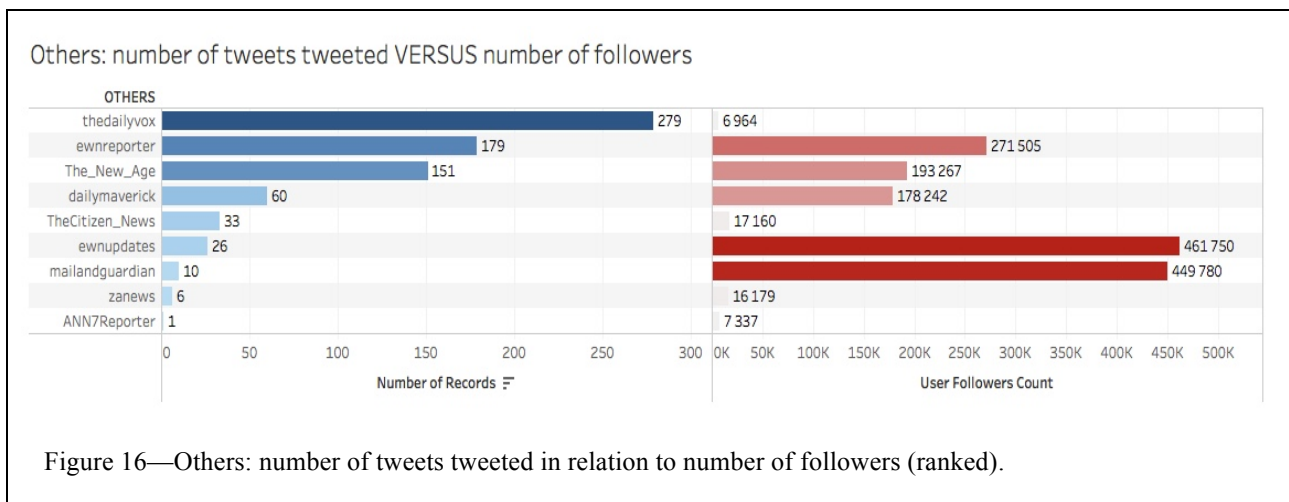 Others: number of tweets tweeted VERSUS number of followers
OTHERS
thedailyvox 279 6 964
ewnreporter 179 271 505
The_New_Age 151 193 267
dailymaverick 60 178 242
TheCitizen_News 33 17 160
ewnupdates 26 461 750
mailandguardian 10 449 780
zanews 6 16 179
ANN7Reporter 1 7 337
0 50 100 150 200 250 300 0K 50K 100K 150K 200K 250K 300K 350K 400K 450K 500K
Number of Records User Followers Count
Figure 16—Others: number of tweets tweeted in relation to number of followers (ranked).